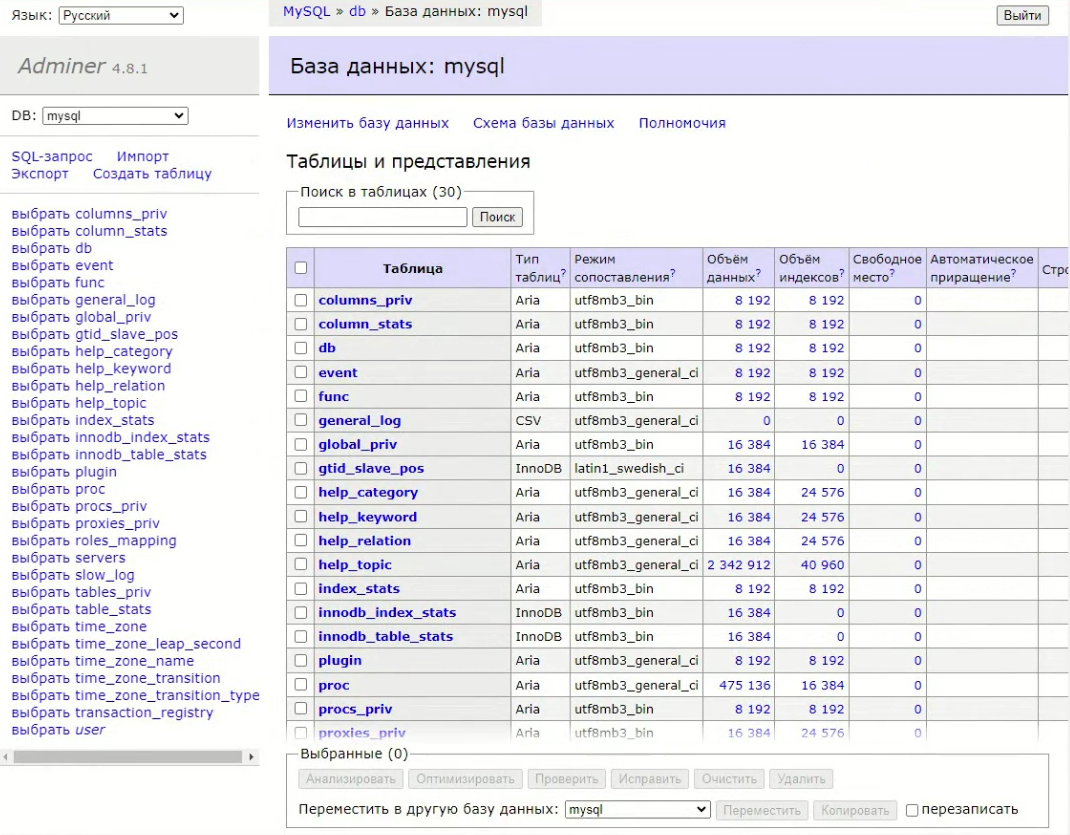 Язык: Русский
MySQL » db » База данных: mysql
Выйти
Adminer 4.8.1
База данных: mysql
DB: mysql
SQL-запрос Импорт
Экспорт Создать таблицу
выбрать columns_priv
выбрать column_stats
выбрать db
выбрать event
выбрать func
выбрать general_log
выбрать global_priv
выбрать gtid_slave_pos
выбрать help_category
выбрать help_keyword
выбрать help_relation
выбрать help_topic
выбрать index_stats
выбрать innodb_index_stats
выбрать innodb_table_stats
выбрать plugin
выбрать proc
выбрать procs_priv
выбрать proxies_priv
выбрать roles_mapping
выбрать servers
выбрать slow_log
выбрать tables_priv
выбрать table_stats
выбрать time_zone
выбрать time_zone_leap_second
выбрать time_zone_name
выбрать time_zone_transition
выбрать time_zone_transition_type
выбрать transaction_registry
выбрать user
Изменить базу данных Схема базы данных Полномочия
Таблицы и представления
Поиск в таблицах (30)
Поиск
Таблица
Тип
таблиц?
Режим
сопоставления?
Объём
данных?
Объём
индексов?
Свободное
место?
Автоматическое
приращение?
Стро
columns_priv Aria utf8mb3_bin 8 192 8 192 0
column_stats Aria utf8mb3_bin 8 192 8 192 0
db Aria utf8mb3_bin 8 192 8 192 0
event Aria utf8mb3_general_ci 8 192 8 192 0
func Aria utf8mb3_bin 8 192 8 192 0
general_log CSV utf8mb3_general_ci 0 0 0
global_priv Aria utf8mb3_bin 16 384 16 384 0
gtid_slave_pos InnoDB latin1_swedish_ci 16 384 0 0
help_category Aria utf8mb3_general_ci 16 384 24 576 0
help_keyword Aria utf8mb3_general_ci 16 384 24 576 0
help_relation Aria utf8mb3_general_ci 16 384 24 576 0
help_topic Aria utf8mb3_general_ci 2 342 912 40 960 0
index_stats Aria utf8mb3_bin 8 192 8 192 0
innodb_index_stats InnoDB utf8mb3_bin 16 384 0 0
innodb_table_stats InnoDB utf8mb3_bin 16 384 0 0
plugin Aria utf8mb3_general_ci 8 192 8 192 0
proc Aria utf8mb3_general_ci 475 136 16 384 0
procs_priv Aria utf8mb3_bin 8 192 8 192 0
proxies_priv Aria utf8mb3_bin 16 384 24 576 0
Выбранные (0)
Анализировать Оптимизировать Проверить Исправить Очистить Удалить
Переместить в другую базу данных: mysql Переместить Копировать перезаписать